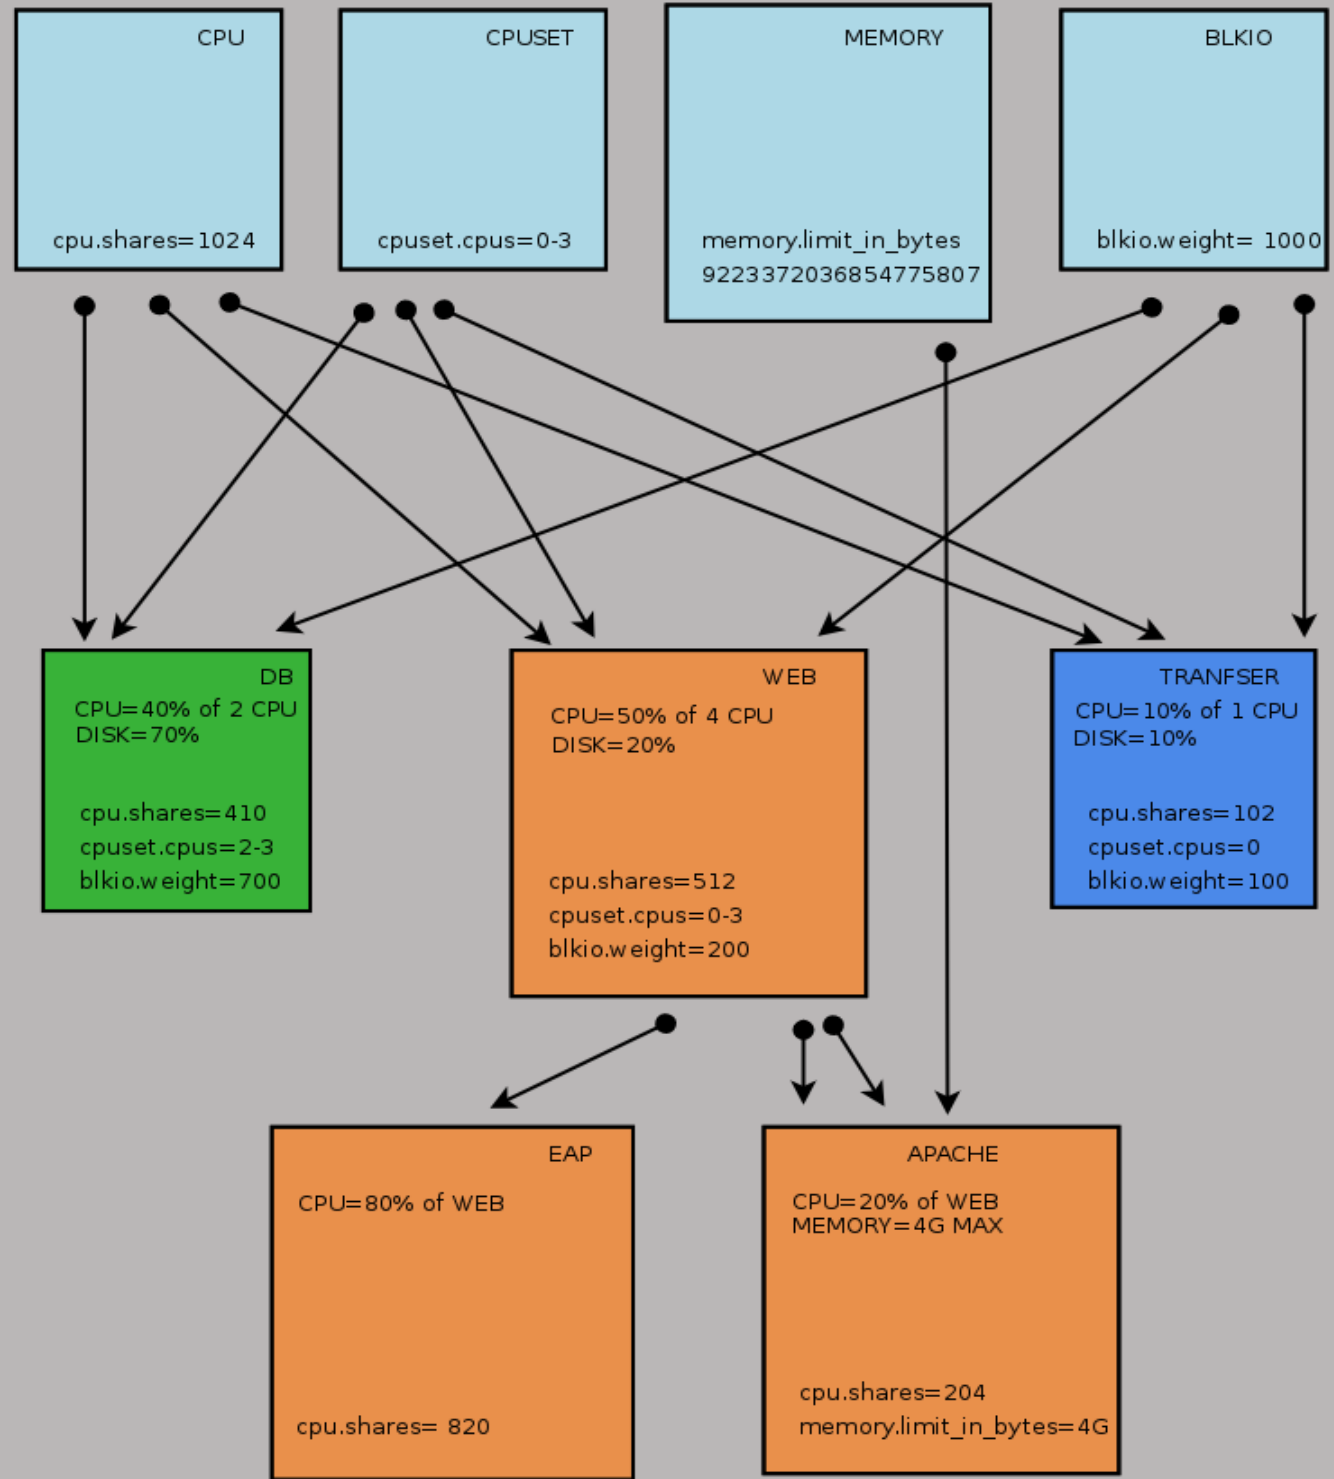 CPU
cpu.shares=1024
CPUSET
cpuset.cpus=0-3
MEMORY
memory.limit_in_bytes
9223372036854775807
BLKIO
blkio.weight= 1000
DB
CPU=40% of 2 CPU
DISK=70%
cpu.shares=410
cpuset.cpus=2-3
blkio.weight=700
WEB
CPU=50% of 4 CPU
DISK=20%
cpu.shares=512
cpuset.cpus=0-3
blkio.weight=200
TRANFSER
CPU=10% of 1 CPU
DISK=10%
cpu.shares=102
cpuset.cpus=0
blkio.weight=100
EAP
CPU=80% of WEB
cpu.shares= 820
APACHE
CPU=20% of WEB
MEMORY=4G MAX
cpu.shares=204
memory.limit_in_bytes=4G